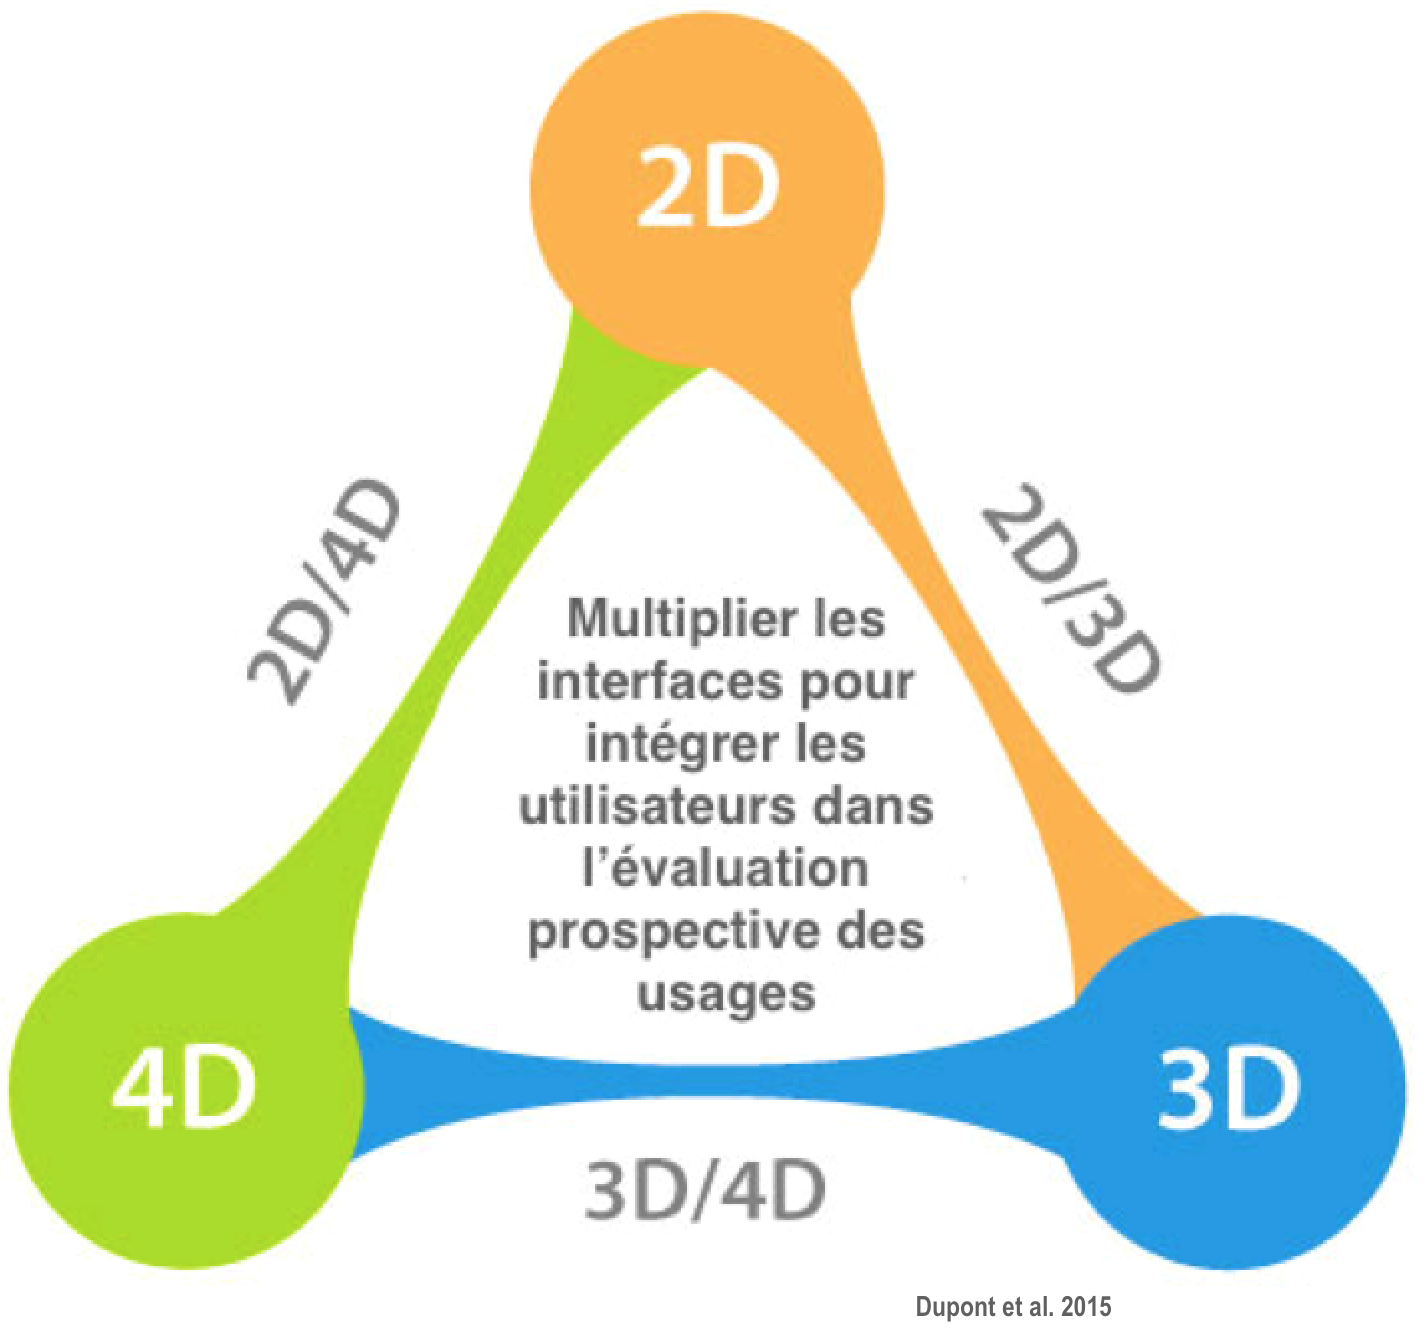 2D
2D/4D
2D/3D
Multiplier les
interfaces pour
intégrer les
utilisateurs dans
l'évaluation
prospective des
usages
4D
3D
3D/4D
Dupont et al. 2015